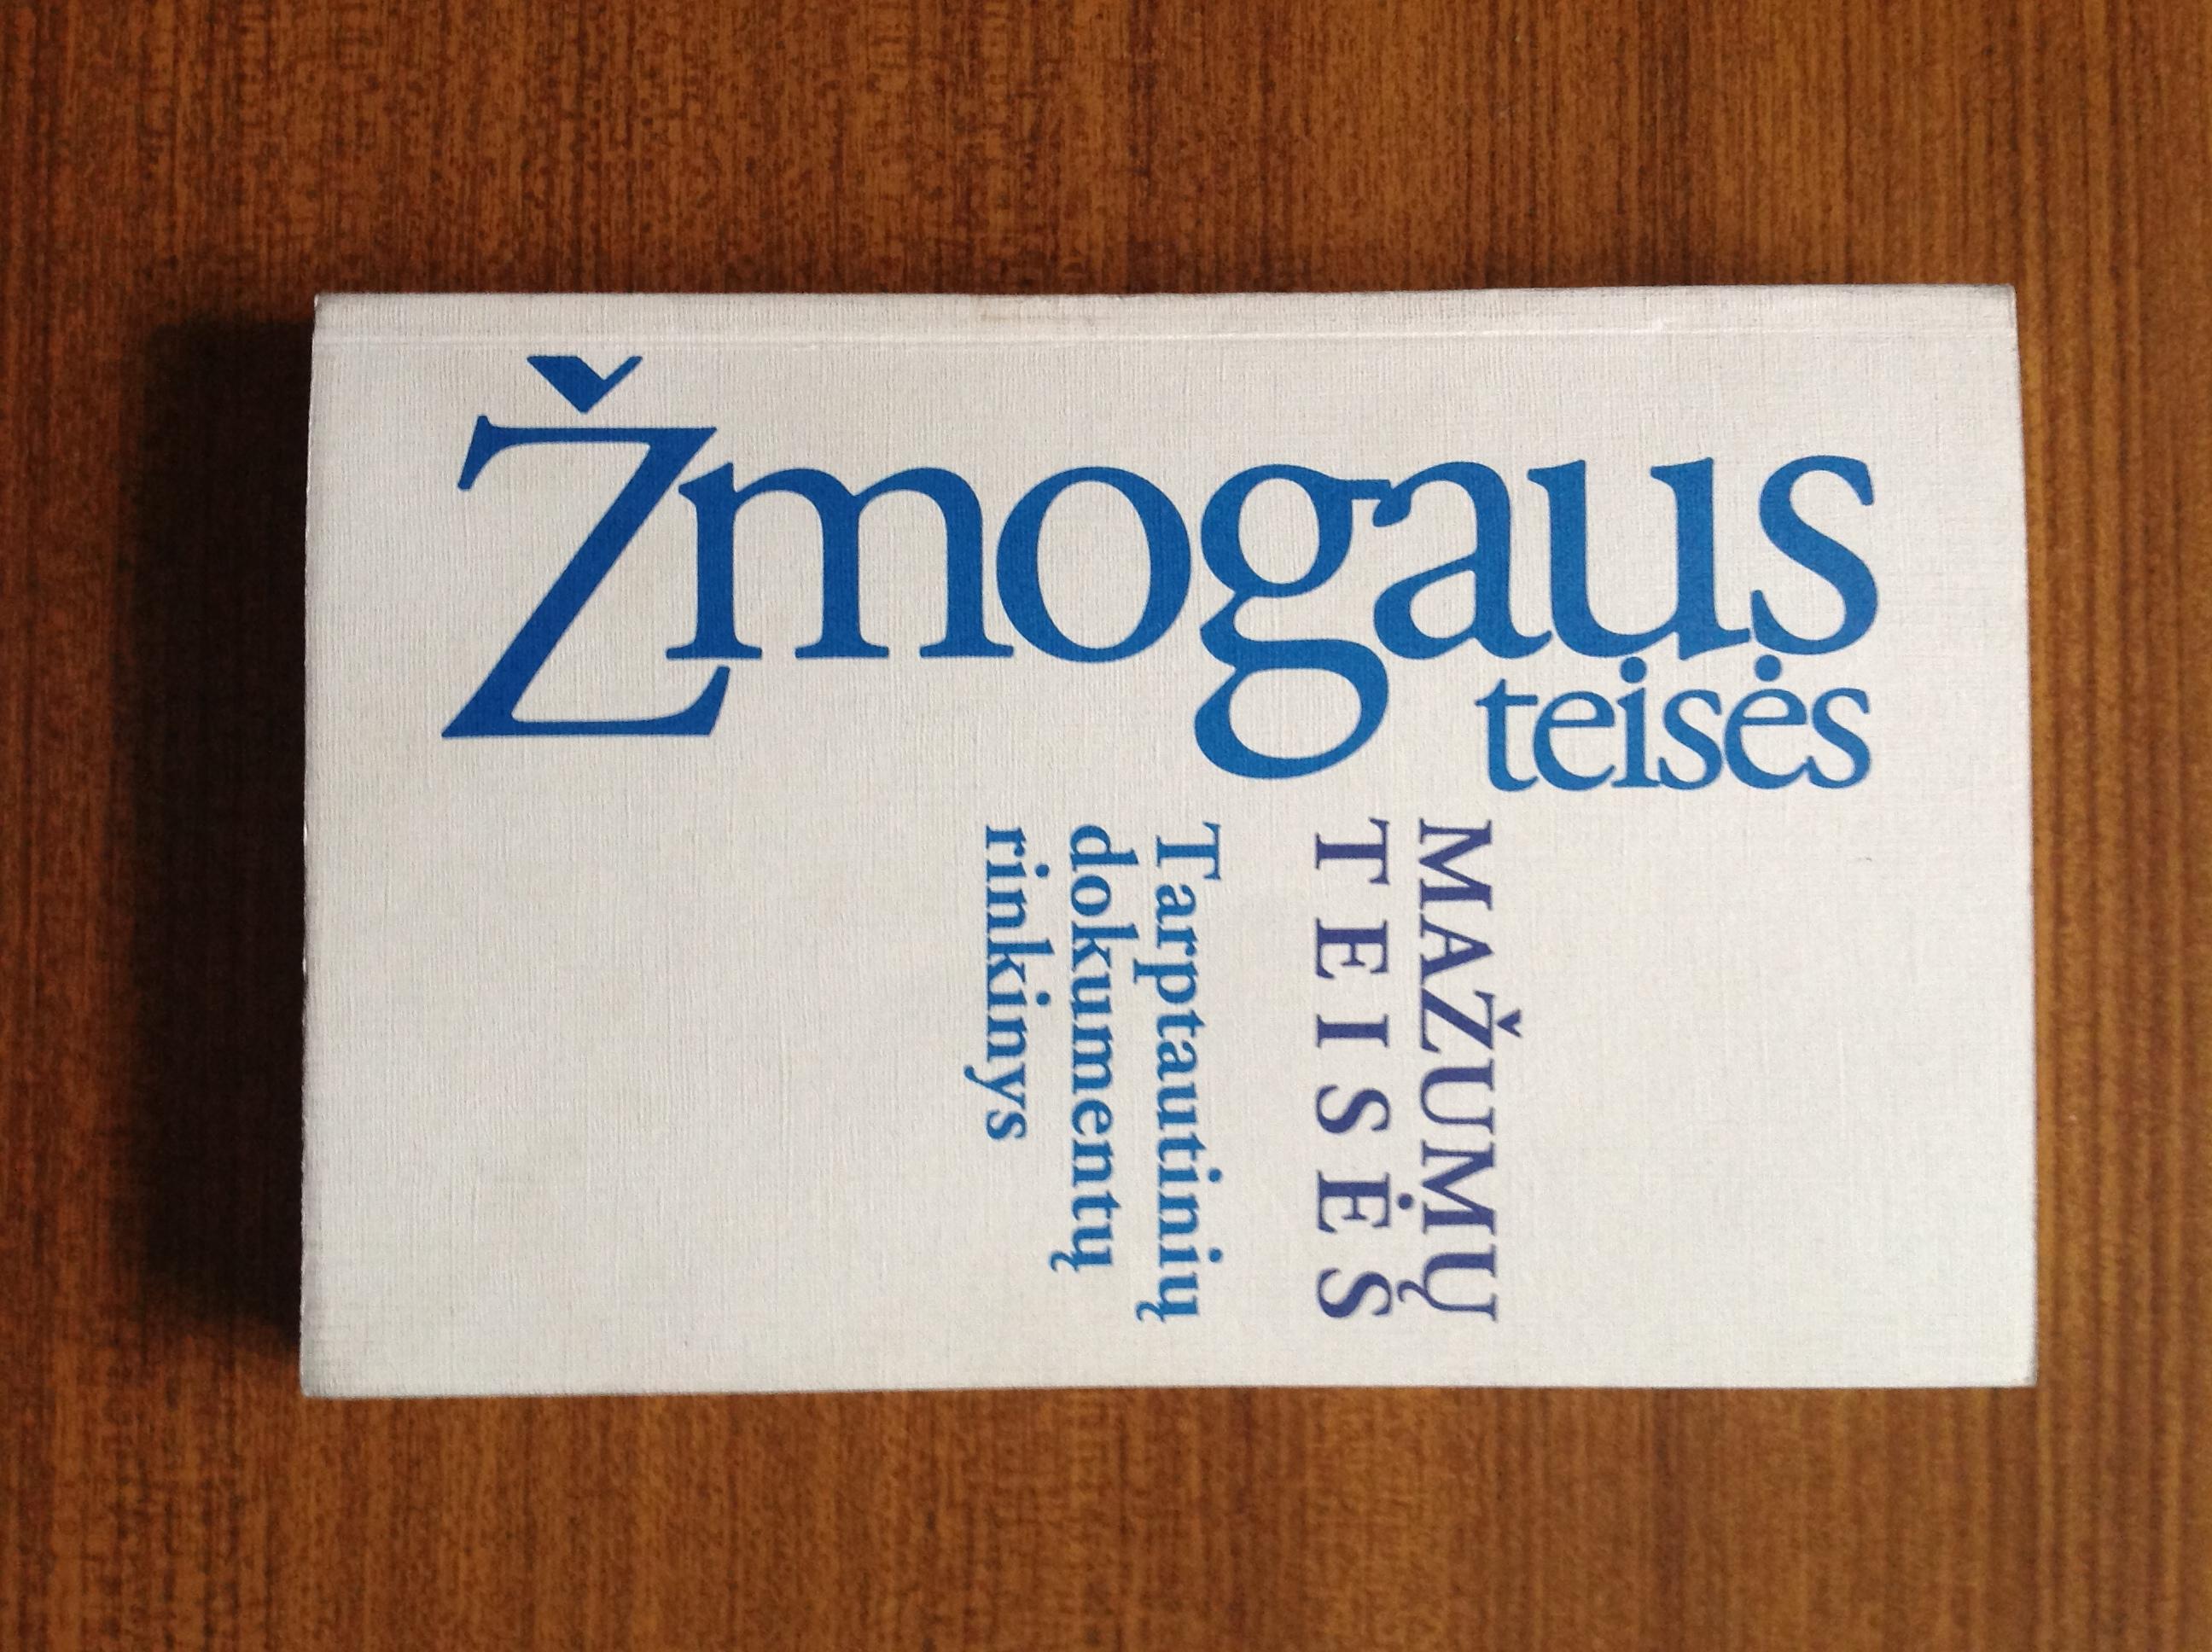 Žmogaus
teisės
MAŽUMŲ
TEISĖS
Tarptautinių
dokumentų
rinkinys